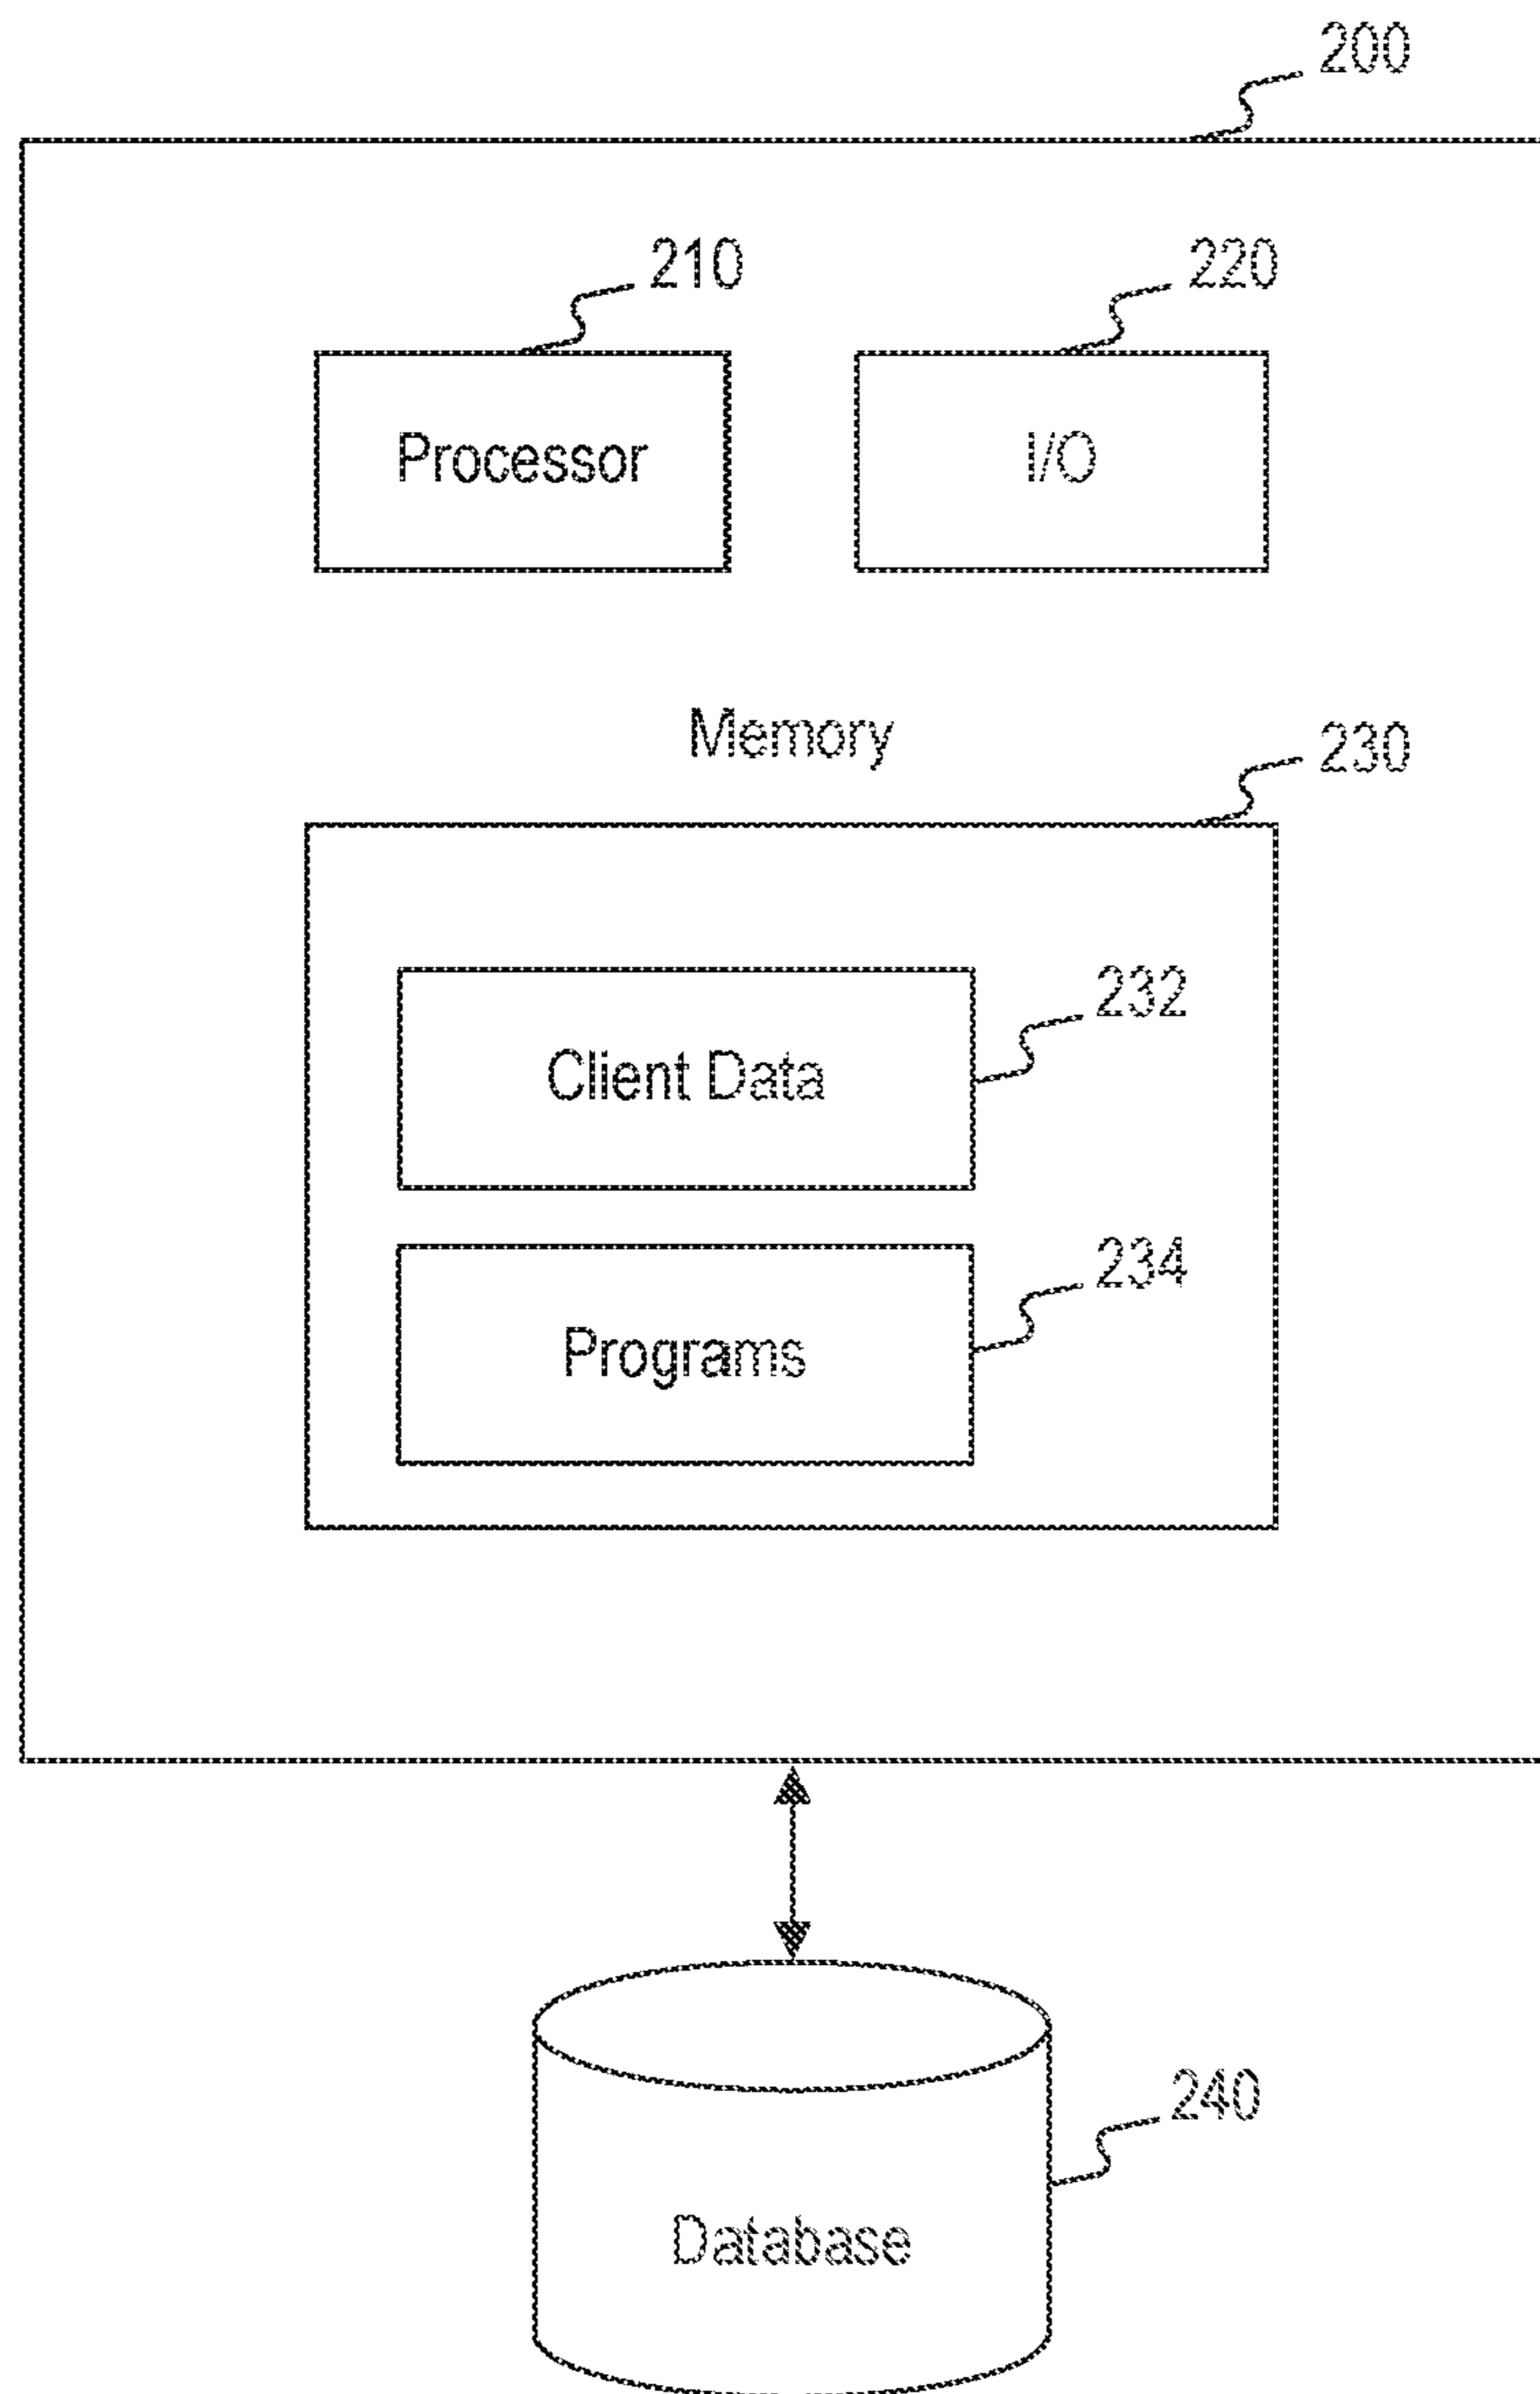 200
210
220
Processor
I/O
Memory
230
232
Client Data
234
Programs
240
Database